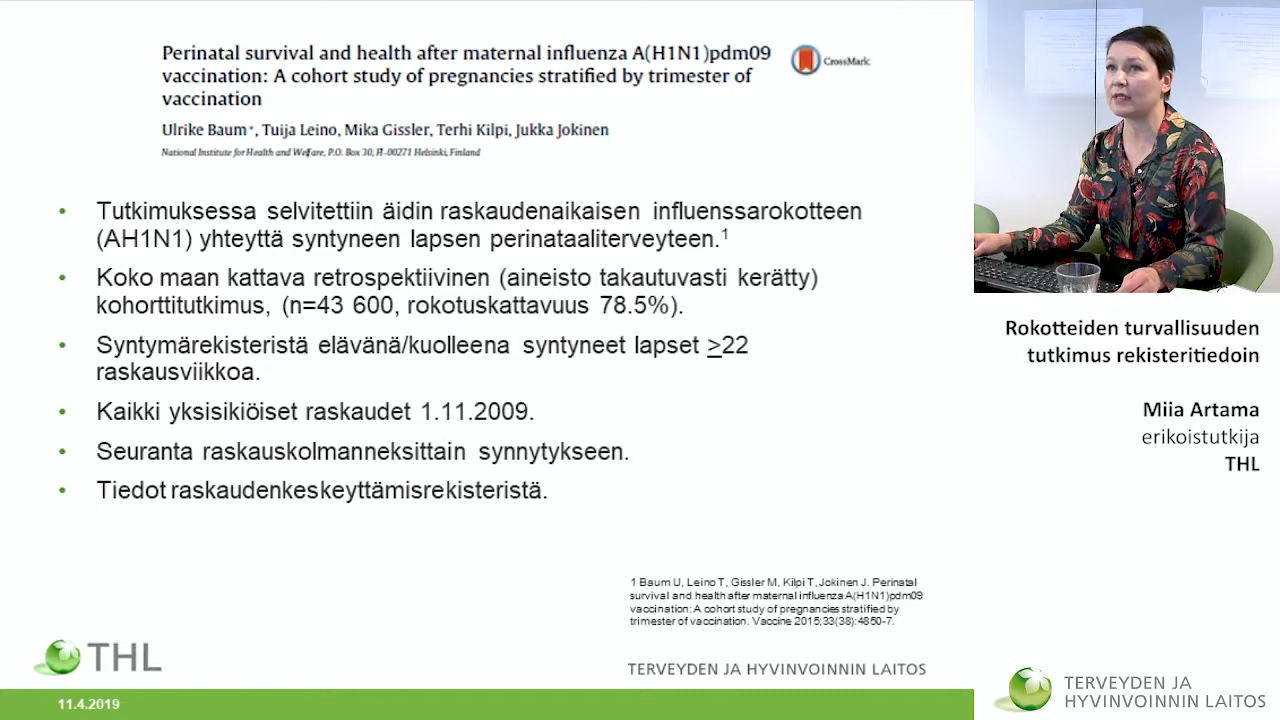 Perinatal survival and health after maternal influenza A(H1N1)pdm09
vaccination: A cohort study of pregnancies stratified by trimester of
vaccination
CrossMark
Ulrike Baum*, Tuija Leino, Mika Gissler, Terhi Kilpi, Jukka Jokinen
National Institute for Health and Welfare, P.O. Box 30, FI-00271 Helsinki, Finland
• Tutkimuksessa selvitettiin äidin raskaudenaikaisen influenssarokotteen
(AH1N1) yhteyttä syntyneen lapsen perinataaliterveyteen.1
• Koko maan kattava retrospektiivinen (aineisto takautuvasti kerätty)
kohorttitutkimus, (n=43 600, rokotuskattavuus 78.5%).
• Syntymärekisteristä elävänä/kuolleena syntyneet lapset ≥22
raskausviikkoa.
• Kaikki yksisikiöiset raskaudet 1.11.2009.
• Seuranta raskauskolmanneksittain synnytykseen.
• Tiedot raskaudenkeskeyttämisrekisteristä.
1 Baum U, Leino T, Gissler M, Kilpi T, Jokinen J. Perinatal
survival and health after maternal influenza A(H1N1)pdm09
vaccination: A cohort study of pregnancies stratified by
trimester of vaccination. Vaccine 2015;33(38):4850-7.
THL
TERVEYDEN JA HYVINVOINNIN LAITOS
11.4.2019
Rokotteiden turvallisuuden
tutkimus rekisteritiedoin
Miia Artama
erikoistutkija
THL
TERVEYDEN JA
HYVINVOINNIN LAITOS